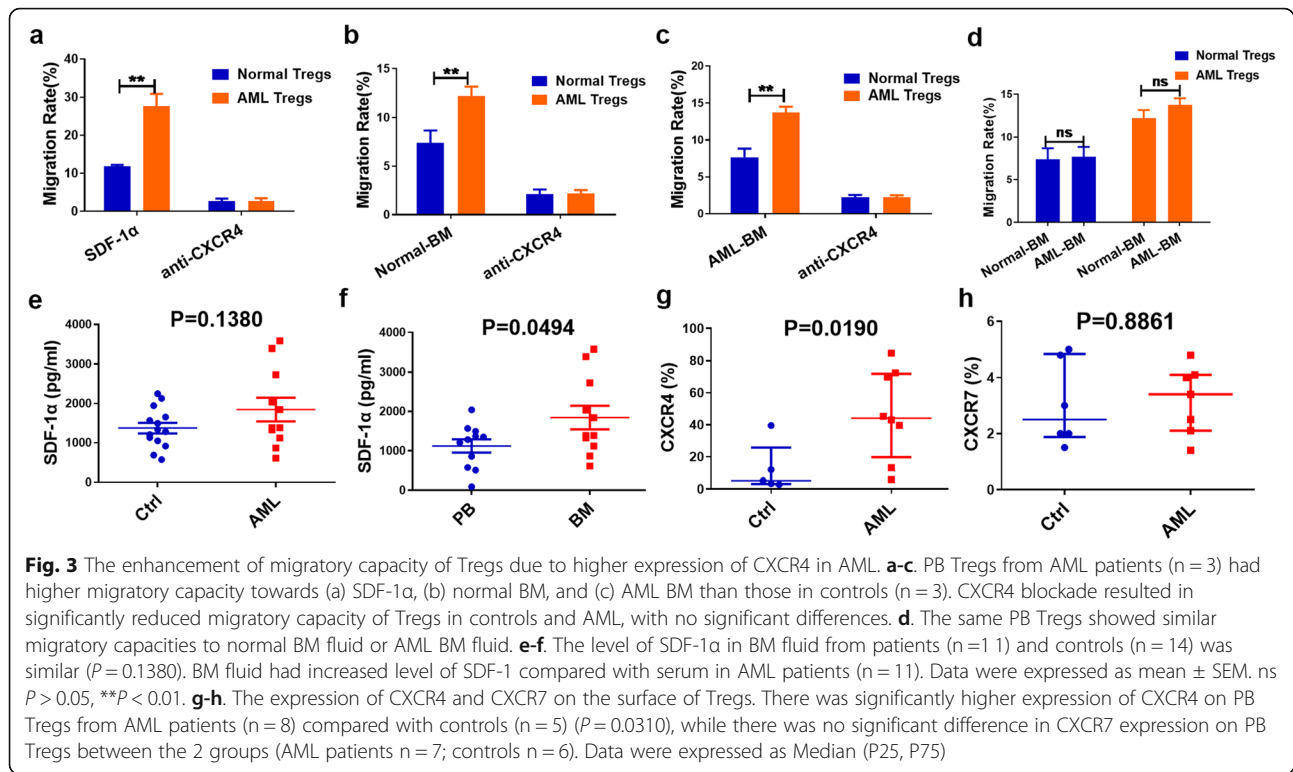 a
b
c
d
Migration Rate(%)
40
30
20
10
0
**
Normal Tregs
AML Tregs
SDF-1α
anti-CXCR4
Migration Rate(%)
15
10
5
0
**
Normal Tregs
AML Tregs
Normal-BM
anti-CXCR4
Migration Rate(%)
20
15
10
5
0
**
Normal Tregs
AML Tregs
AML-BM
anti-CXCR4
Migration Rate(%)
20
15
10
5
0
ns
ns
Normal Tregs
AML Tregs
Normal-BM
AML-BM
Normal-BM
AML-BM
e
P=0.1380
SDF-1α (pg/ml)
4000
3000
2000
1000
0
Ctrl
AML
f
P=0.0494
SDF-1α (pg/ml)
4000
3000
2000
1000
0
PB
BM
g
P=0.0190
CXCR4 (%)
100
80
60
40
20
0
Ctrl
AML
h
P=0.8861
CXCR7 (%)
6
4
2
0
Ctrl
AML
Fig. 3 The enhancement of migratory capacity of Tregs due to higher expression of CXCR4 in AML. a-c. PB Tregs from AML patients (n = 3) had
higher migratory capacity towards (a) SDF-1α, (b) normal BM, and (c) AML BM than those in controls (n = 3). CXCR4 blockade resulted in
significantly reduced migratory capacity of Tregs in controls and AML, with no significant differences. d. The same PB Tregs showed similar
migratory capacities to normal BM fluid or AML BM fluid. e-f. The level of SDF-1α in BM fluid from patients (n =1 1) and controls (n = 14) was
similar (P = 0.1380). BM fluid had increased level of SDF-1 compared with serum in AML patients (n = 11). Data were expressed as mean ± SEM. ns
P > 0.05, **P < 0.01. g-h. The expression of CXCR4 and CXCR7 on the surface of Tregs. There was significantly higher expression of CXCR4 on PB
Tregs from AML patients (n = 8) compared with controls (n = 5) (P = 0.0310), while there was no significant difference in CXCR7 expression on PB
Tregs between the 2 groups (AML patients n = 7; controls n = 6). Data were expressed as Median (P25, P75)